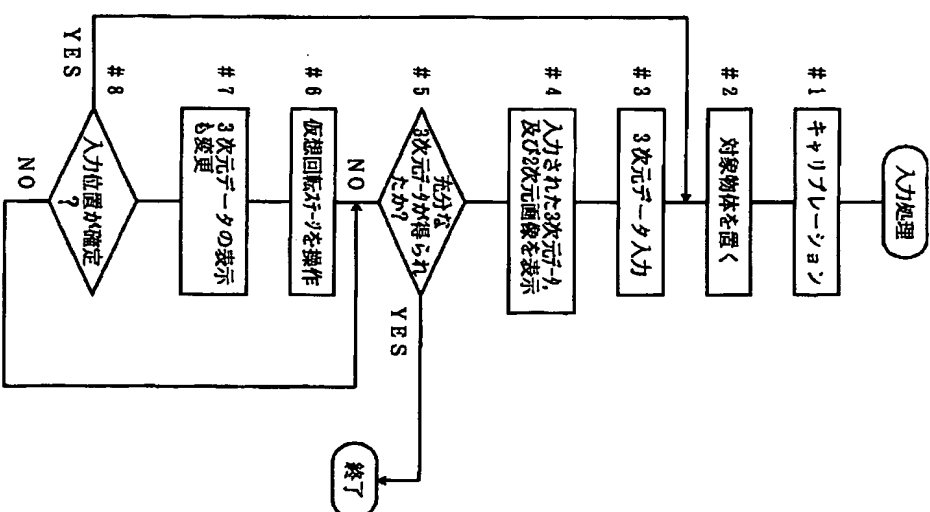 入力処理
#1
キャリブレーション
#2
対象物体を置く
#3
3次元データ入力
#4
入力された3次元データ,
及び2次元画像を表示
#5
充分な
3次元データが得られ
たか?
YES
終了
NO
#6
仮想回転ステージを操作
#7
3次元データの表示
も変更
#8
入力位置が確定
?
YES
NO